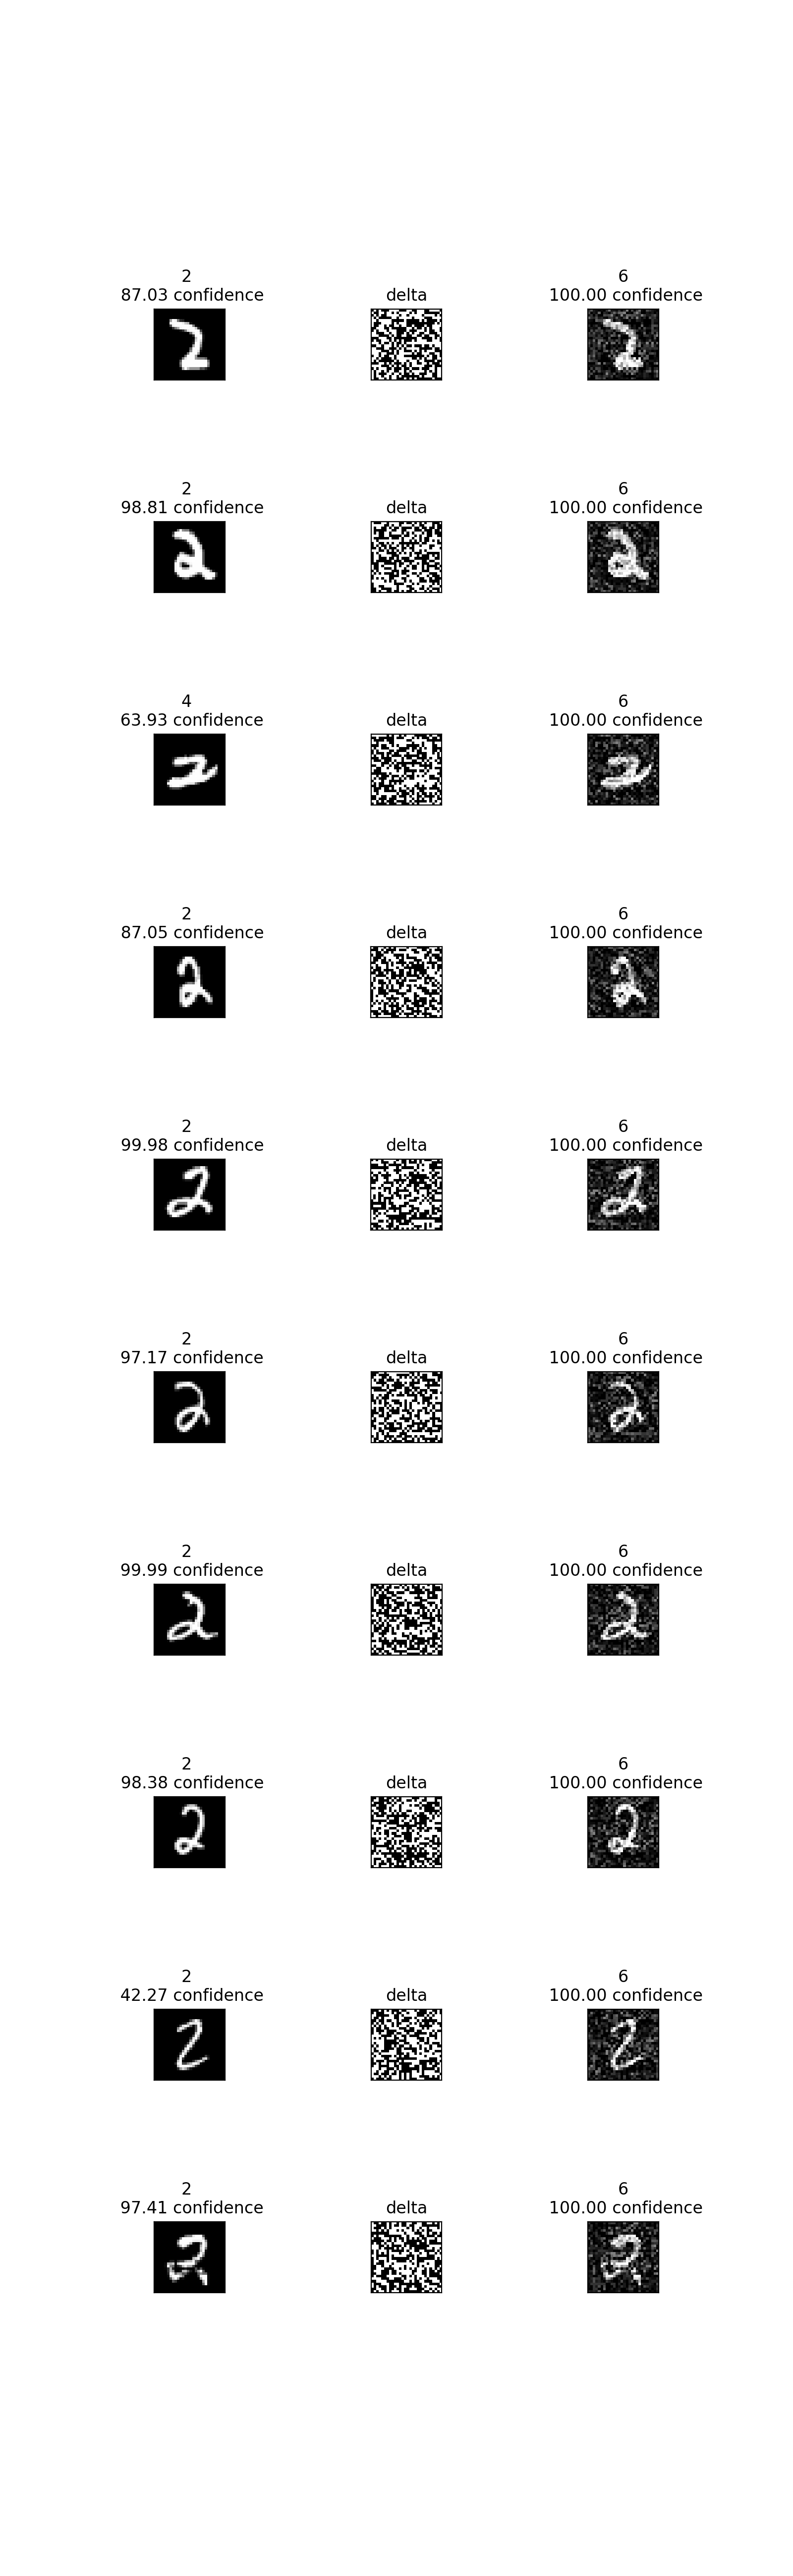 2
87.03 confidence
delta
6
100.00 confidence
2
98.81 confidence
delta
6
100.00 confidence
4
63.93 confidence
delta
6
100.00 confidence
2
87.05 confidence
delta
6
100.00 confidence
2
99.98 confidence
delta
6
100.00 confidence
2
97.17 confidence
delta
6
100.00 confidence
2
99.99 confidence
delta
6
100.00 confidence
2
98.38 confidence
delta
6
100.00 confidence
2
42.27 confidence
delta
6
100.00 confidence
2
97.41 confidence
delta
6
100.00 confidence